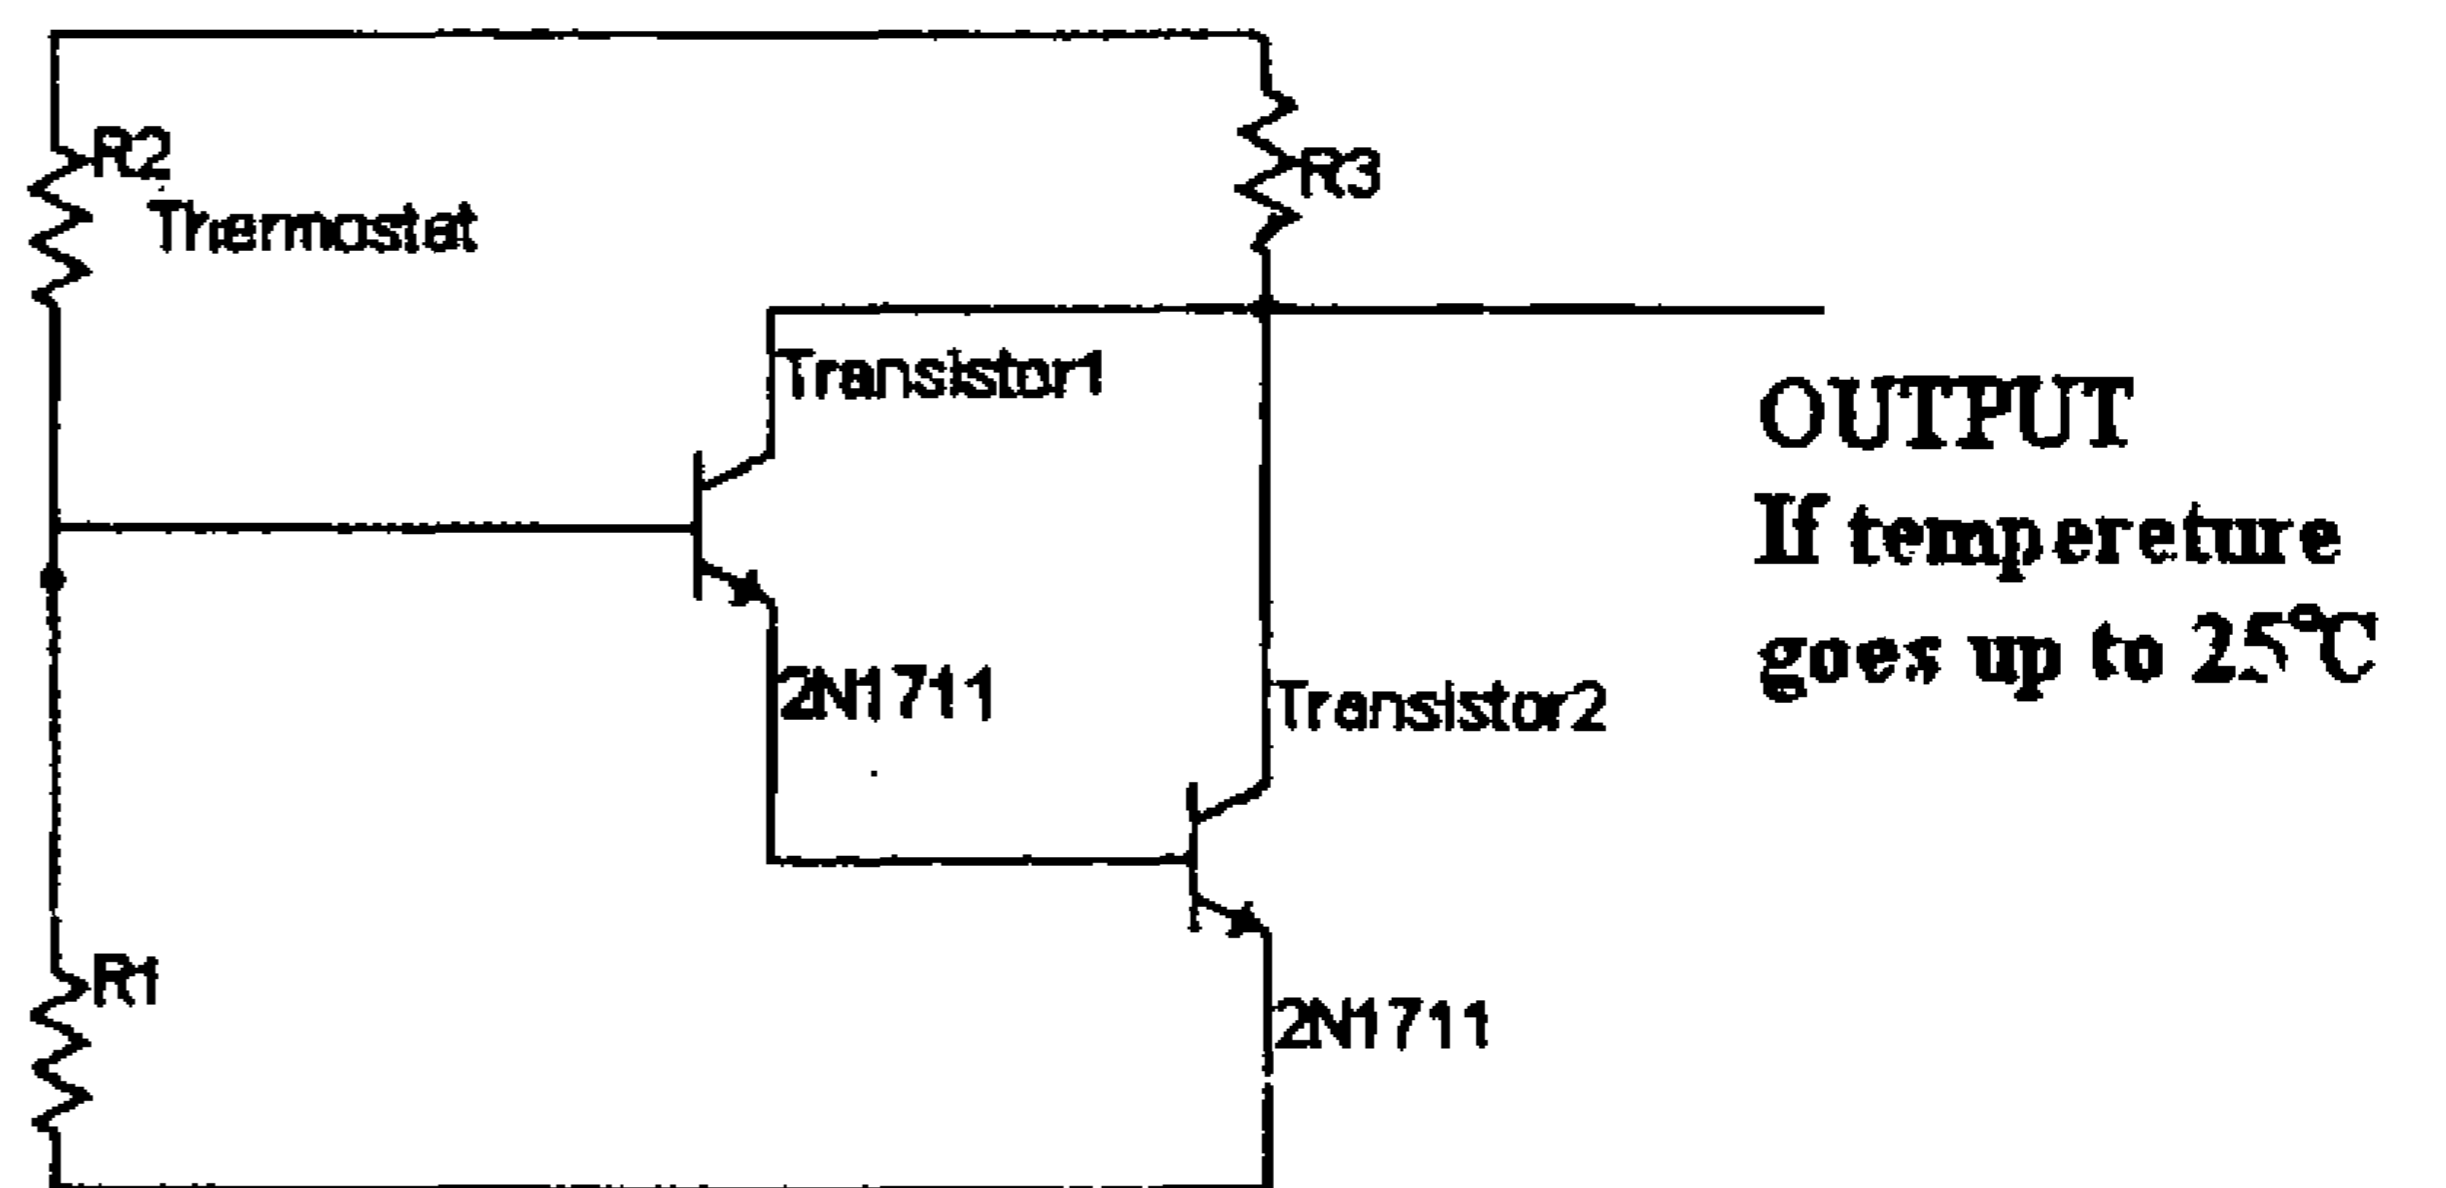 R2
Thermostat
R3
Transistor1
OUTPUT
If tempereture
goes up to 25°C
2N1711
Transistor2
R1
2N1711